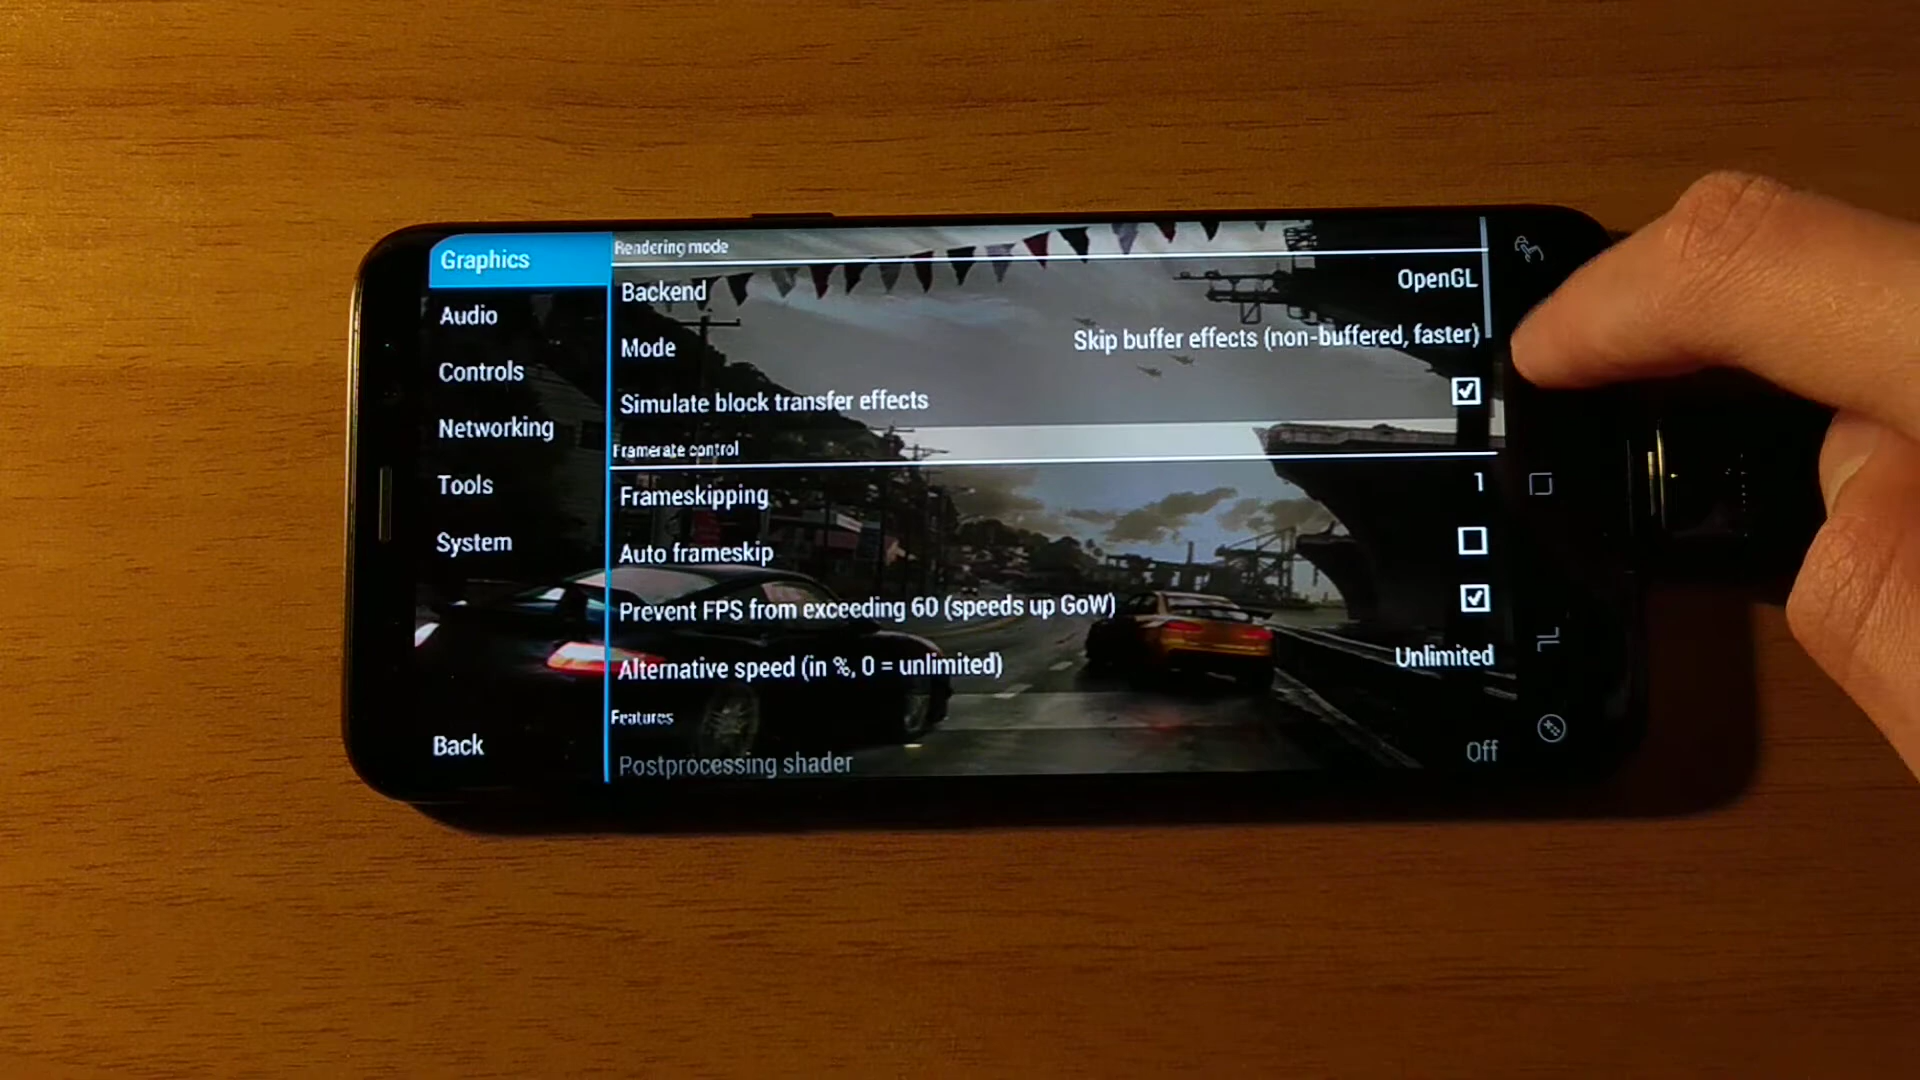 Graphics
Audio
Controls
Networking
Tools
System
Back
Rendering mode
Backend OpenGL
Mode Skip buffer effects (non-buffered, faster)
Simulate block transfer effects
Framerate control
Frameskipping 1
Auto frameskip
Prevent FPS from exceeding 60 (speeds up GoW)
Alternative speed (in %, 0 = unlimited) Unlimited
Features
Postprocessing shader Off